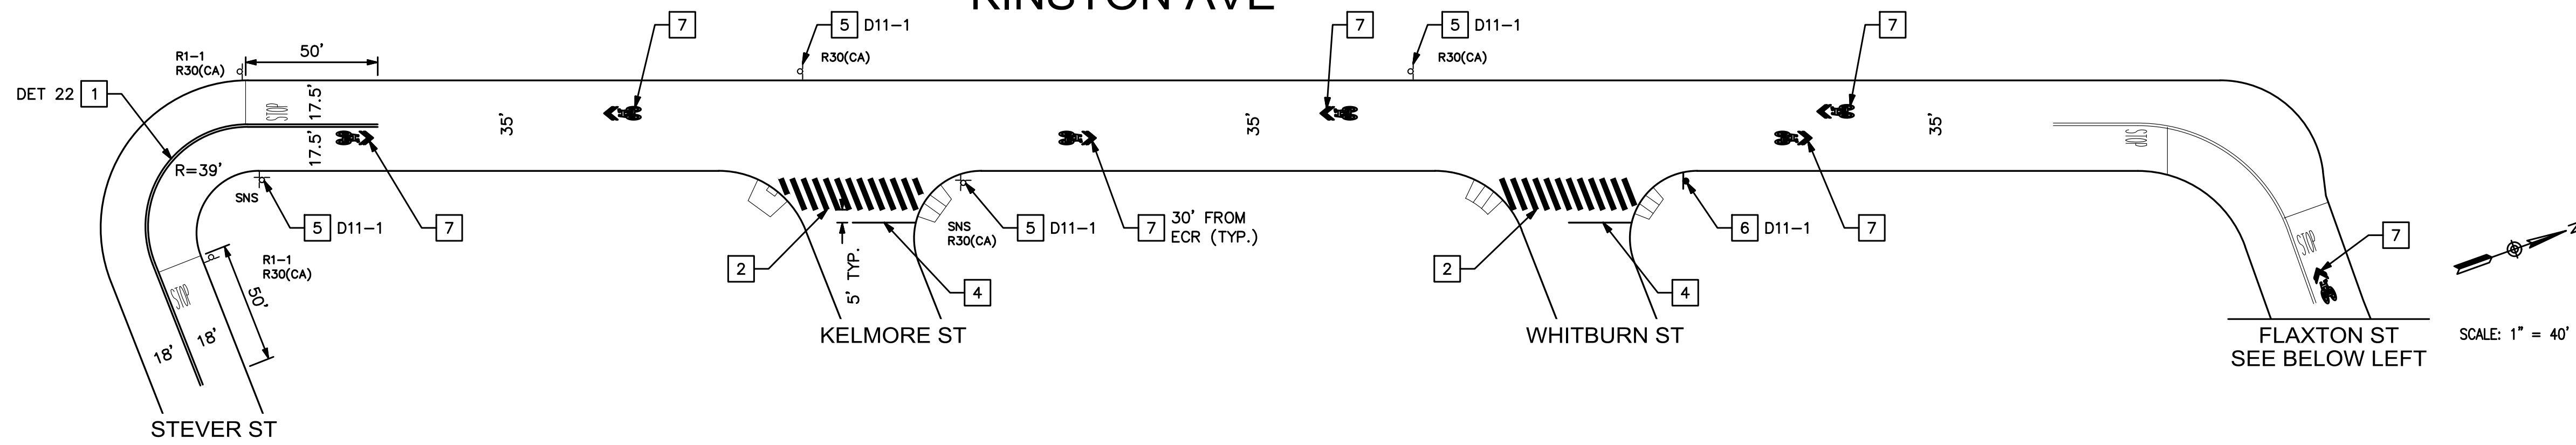 KINSTON AVE
7
5 D11-1
R30(CA)
7
5 D11-1
R30(CA)
7
R1-1
R30(CA)
50'
DET 22 1
STOP
17.5'
17.5'
35'
35'
35'
STOP
R=39'
SNS
5 D11-1
7
R1-1
R30(CA)
50'
STOP
18'
18'
STEVER ST
2
5' TYP.
4
KELMORE ST
SNS
R30(CA)
5 D11-1
7 30' FROM
ECR (TYP.)
2
4
WHITBURN ST
6 D11-1
7
STOP
7
FLAXTON ST
SEE BELOW LEFT
SCALE: 1" = 40'